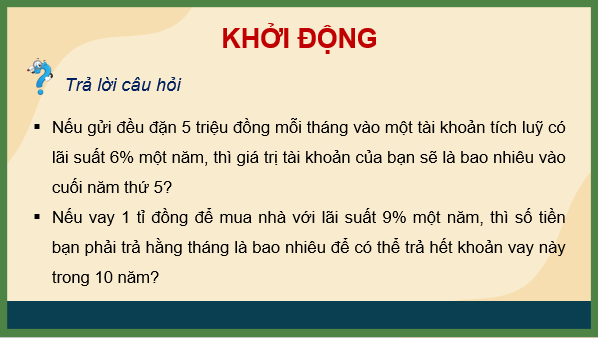 KHỞI ĐỘNG
Trả lời câu hỏi
▪ Nếu gửi đều đặn 5 triệu đồng mỗi tháng vào một tài khoản tích luỹ có
lãi suất 6% một năm, thì giá trị tài khoản của bạn sẽ là bao nhiêu vào
cuối năm thứ 5?
▪ Nếu vay 1 tỉ đồng để mua nhà với lãi suất 9% một năm, thì số tiền
bạn phải trả hằng tháng là bao nhiêu để có thể trả hết khoản vay này
trong 10 năm?